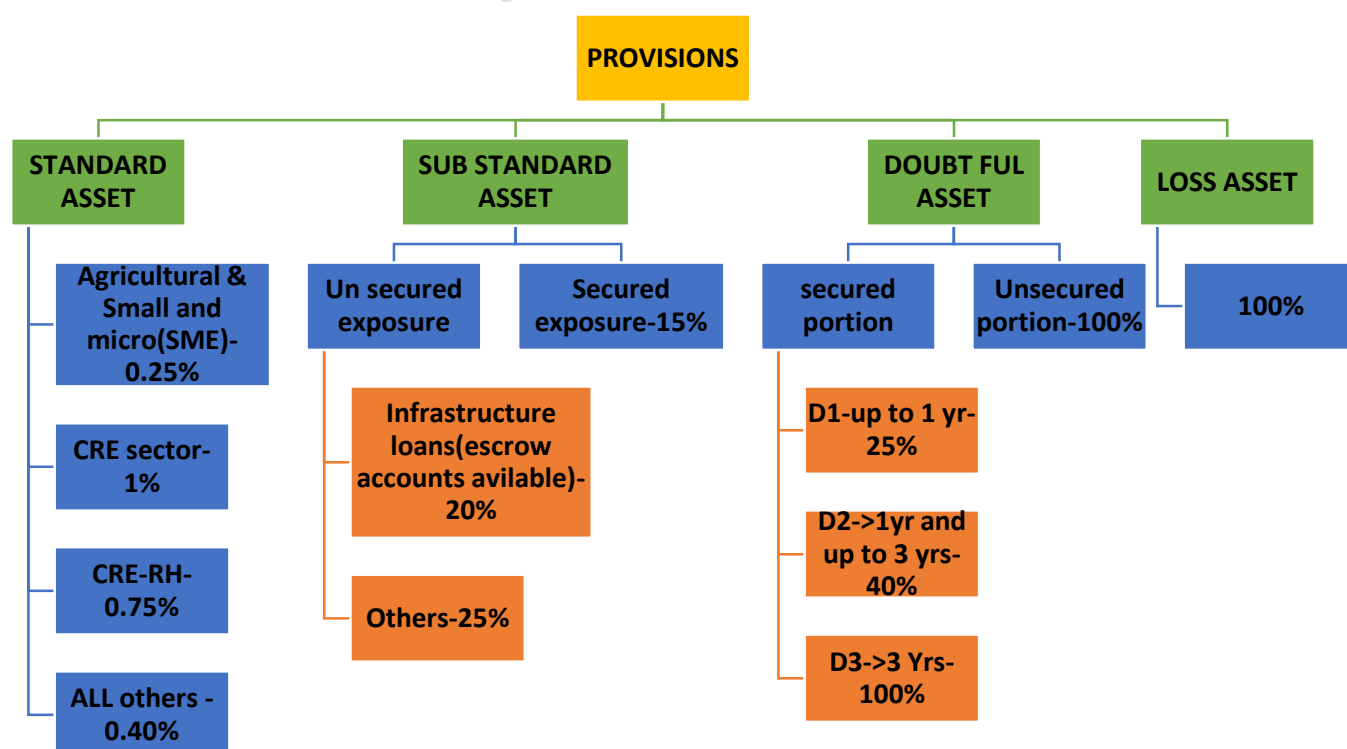 PROVISIONS
STANDARD
ASSET
Agricultural &
Small and
micro(SME)-
0.25%
CRE sector-
1%
CRE-RH-
0.75%
ALL others -
0.40%
SUB STANDARD
ASSET
Un secured
exposure
Infrastructure
loans(escrow
accounts avilable)-
20%
Others-25%
Secured
exposure-15%
DOUBT FUL
ASSET
secured
portion
D1-up to 1 yr-
25%
D2->1yr and
up to 3 yrs-
40%
D3->3 Yrs-
100%
Unsecured
portion-100%
LOSS ASSET
100%